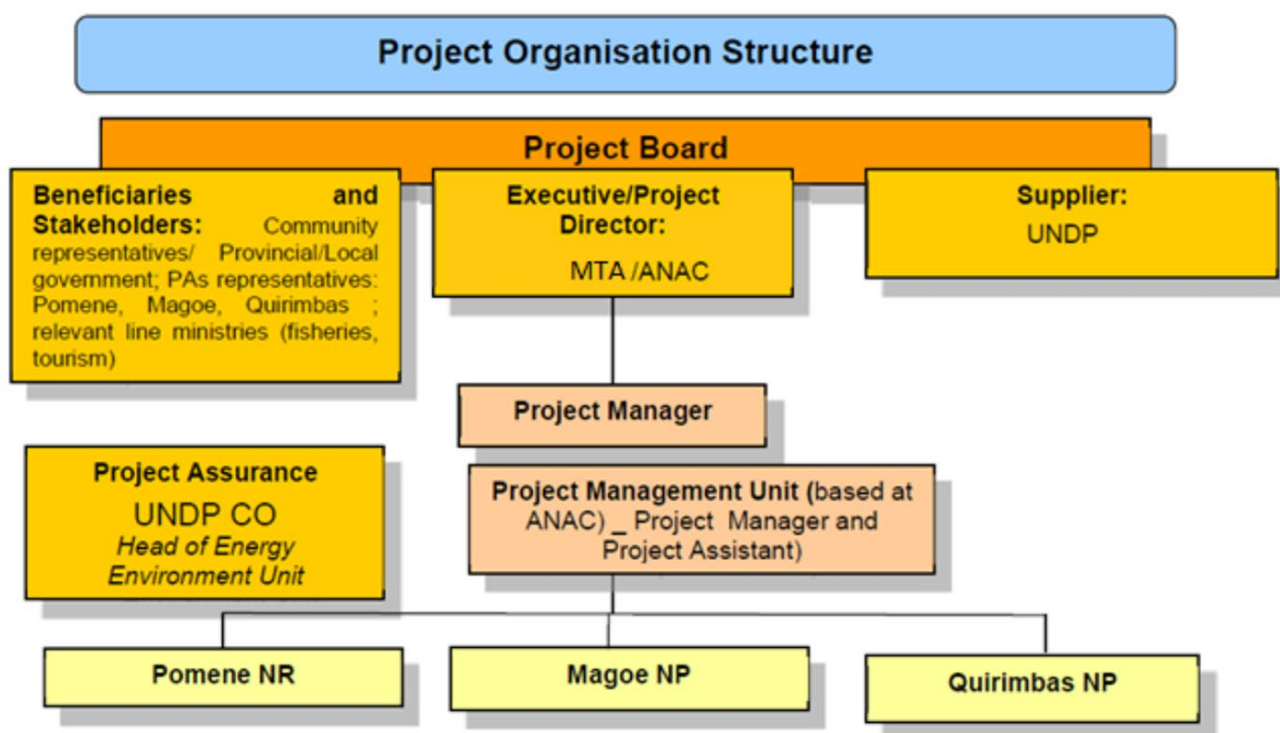 Project Organisation Structure
Project Board
Beneficiaries and
Stakeholders: Community
representatives/ Provincial/Local
government; PAs representatives:
Pomene, Magoe, Quirimbas ;
relevant line ministries (fisheries,
tourism)
Executive/Project
Director:
MTA /ANAC
Supplier:
UNDP
Project Manager
Project Assurance
UNDP CO
Head of Energy
Environment Unit
Project Management Unit (based at
ANAC) _ Project Manager and
Project Assistant)
Pomene NR
Magoe NP
Quirimbas NP